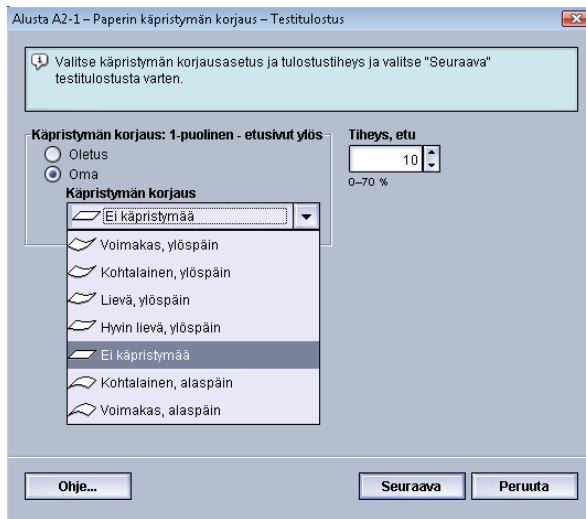 Alusta A2-1 – Paperin käpristymän korjaus – Testitulostus
Valitse käpristymän korjausasetus ja tulostustiheys ja valitse "Seuraava"
testitulostusta varten.
Käpristymän korjaus: 1-puolinen - etusivut ylös
Oletus
Oma
Käpristymän korjaus
Ei käpristymää
Voimakas, ylöspäin
Kohtalainen, ylöspäin
Lievä, ylöspäin
Hyvin lievä, ylöspäin
Ei käpristymää
Kohtalainen, alaspäin
Voimakas, alaspäin
Tiheys, etu
10
0–70 %
Ohje...
Seuraava
Peruuta